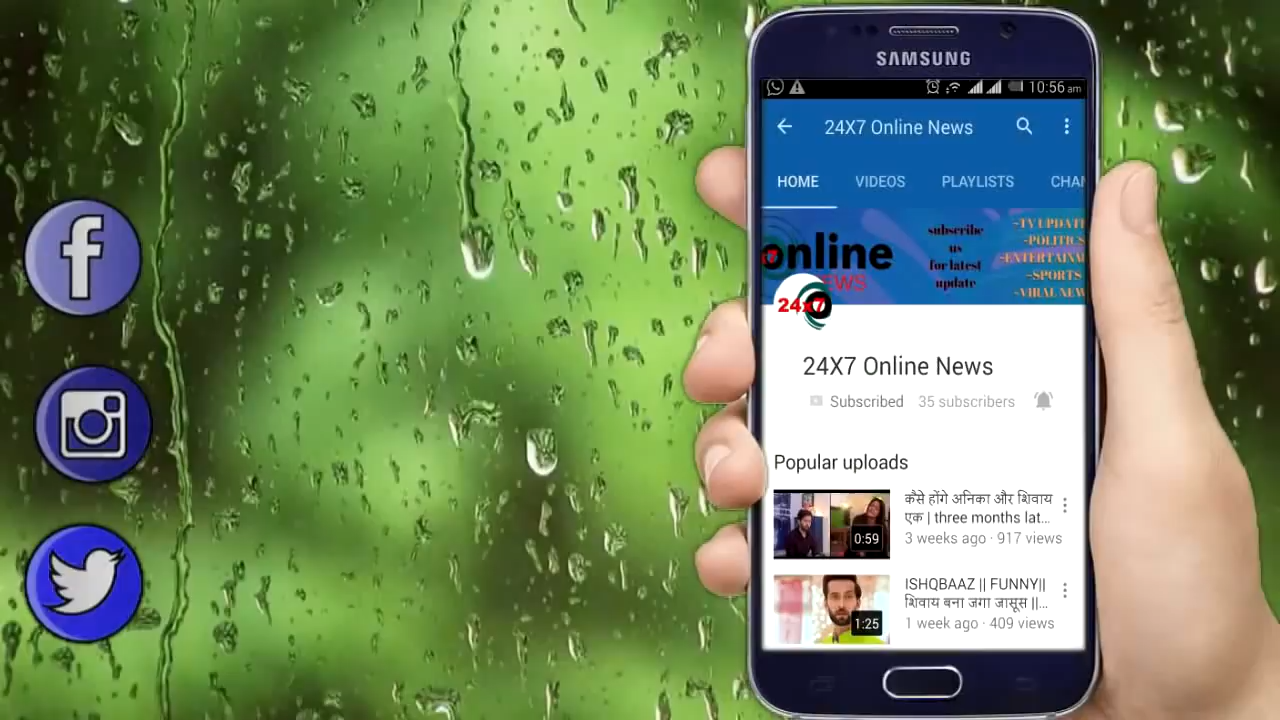 SAMSUNG
10:56 am
24X7 Online News
HOME VIDEOS PLAYLISTS CHAN
online
NEWS
subscribe
us
for latest
update
-TV UPDATE
-POLITICS
-ENTERTAINM
-SPORTS
-VIRAL NEW
24x7
24X7 Online News
Subscribed 35 subscribers
Popular uploads
कैसे होंगे अनिका और शिवाय
एक | three months lat...
3 weeks ago · 917 views
0:59
ISHQBAAZ || FUNNY||
शिवाय बना जगा जासूस ||...
1 week ago · 409 views
1:25